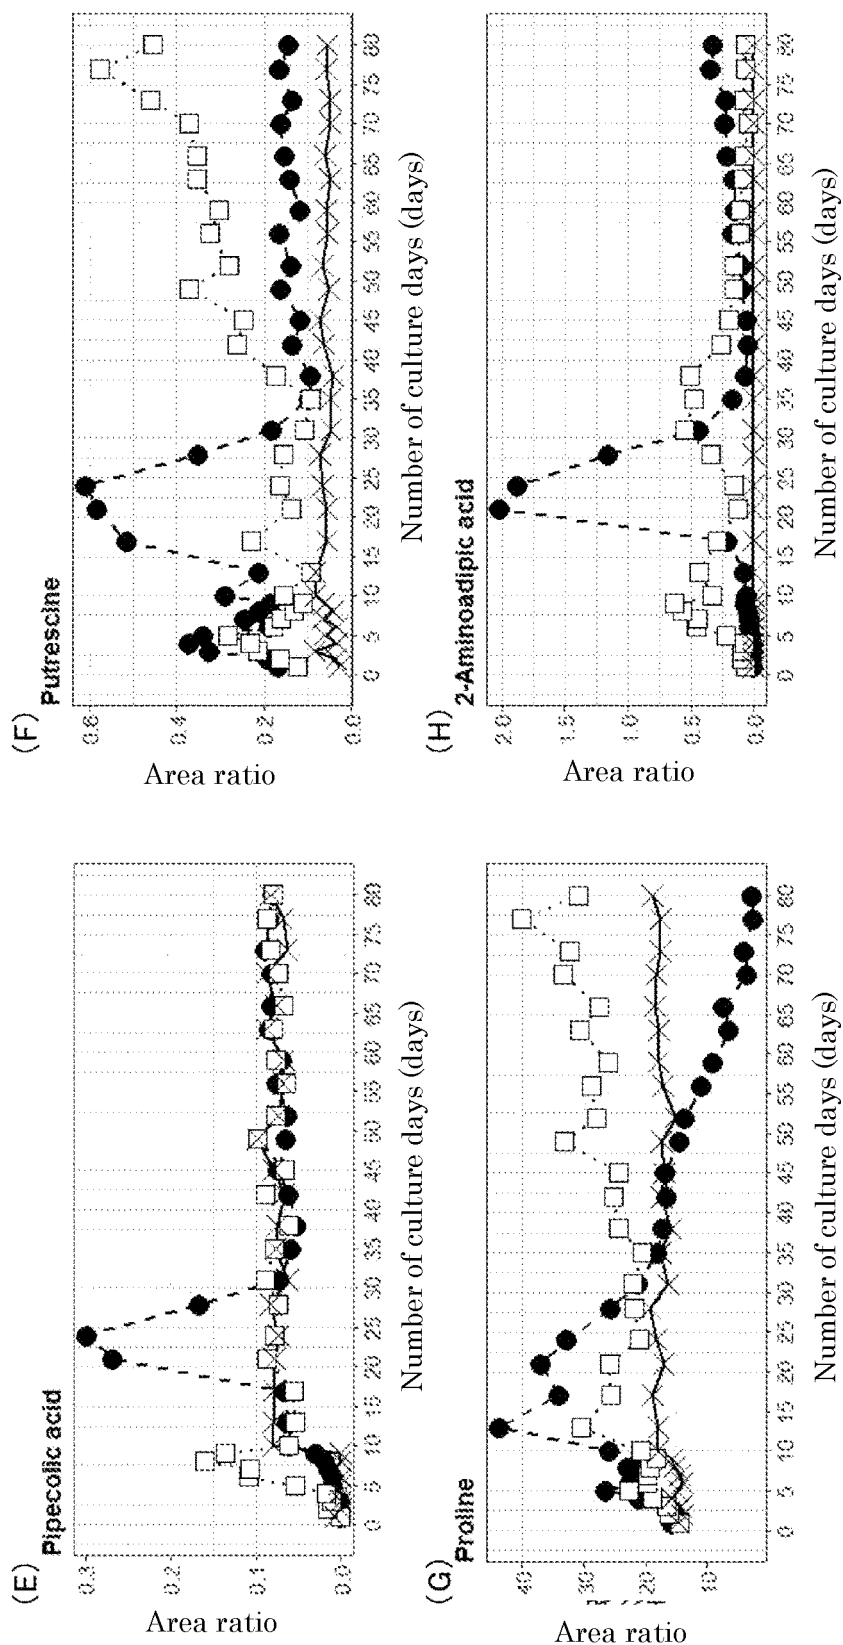 (E)
Pipecolic acid
0.3
0.2
0.1
0.0
Area ratio
0 5 10 15 20 25 30 35 40 45 50 55 60 65 70 75 80
Number of culture days (days)
(F)
Putrescine
0.6
0.4
0.2
0.0
Area ratio
0 5 10 15 20 25 30 35 40 45 50 55 60 65 70 75 80
Number of culture days (days)
(G)
Proline
40
30
20
10
Area ratio
0 5 10 15 20 25 30 35 40 45 50 55 60 65 70 75 80
Number of culture days (days)
(H)
2-Aminoadipic acid
2.0
1.5
1.0
0.5
0.0
Area ratio
0 5 10 15 20 25 30 35 40 45 50 55 60 65 70 75 80
Number of culture days (days)